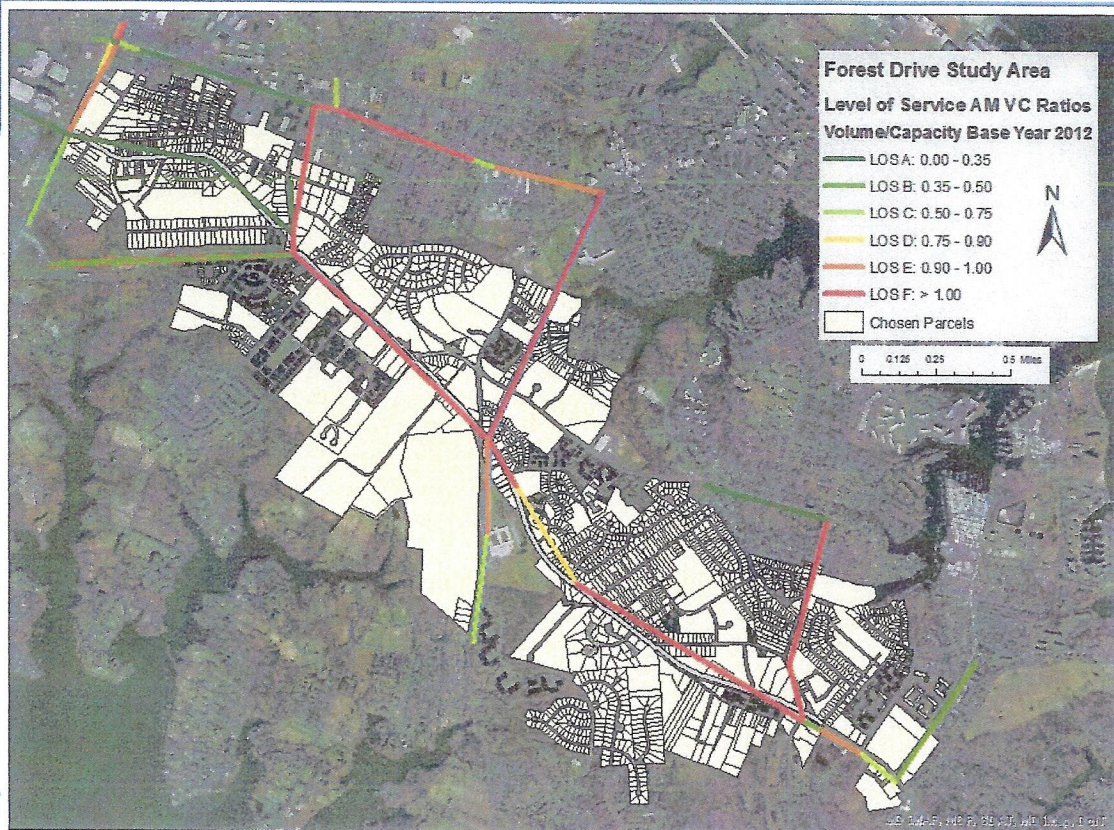 Forest Drive Study Area
Level of Service AM VC Ratios
Volume/Capacity Base Year 2012
LOS A: 0.00 - 0.35
LOS B: 0.35 - 0.50
LOS C: 0.50 - 0.75
LOS D: 0.75 - 0.90
LOS E: 0.90 - 1.00
LOS F: > 1.00
Chosen Parcels
N
0 0.125 0.25 0.5 Miles